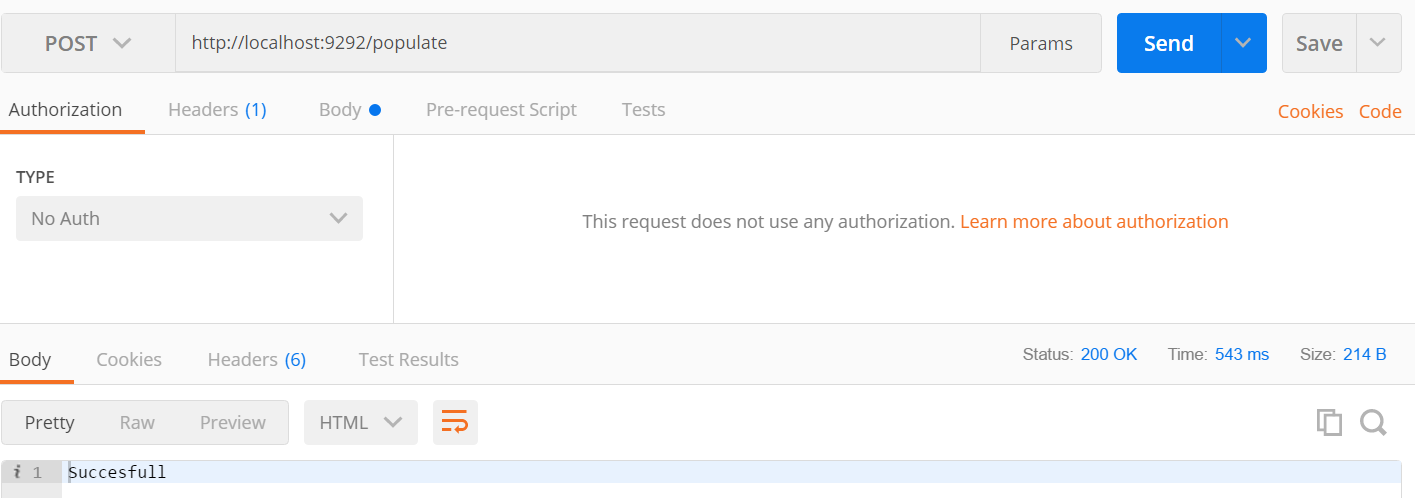 POST http://localhost:9292/populate Params Send Save
Authorization Headers (1) Body Pre-request Script Tests Cookies Code
TYPE
No Auth
This request does not use any authorization. Learn more about authorization
Body Cookies Headers (6) Test Results Status: 200 OK Time: 543 ms Size: 214 B
Pretty Raw Preview HTML
i 1 Succesfull